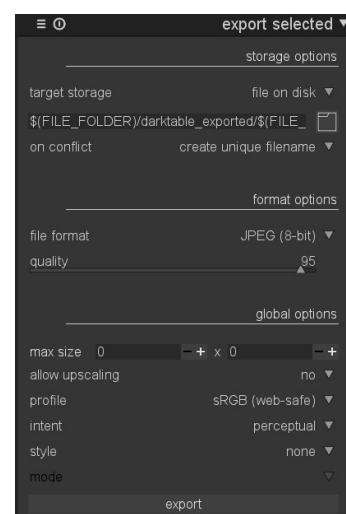 export selected
storage options
target storage file on disk
$(FILE_FOLDER)/darktable_exported/$(FILE_
on conflict create unique filename
format options
file format JPEG (8-bit)
quality 95
global options
max size 0 - + x 0 - +
allow upscaling no
profile sRGB (web-safe)
intent perceptual
style none
mode
export